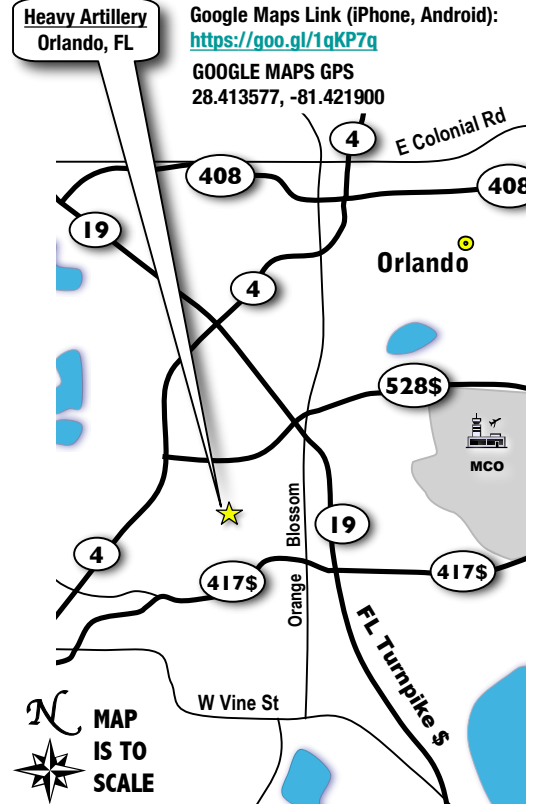 Heavy Artillery
Orlando, FL
Google Maps Link (iPhone, Android):
https://goo.gl/1qKP7q
GOOGLE MAPS GPS
28.413577, -81.421900
4
E Colonial Rd
408
408
19
Orlando
4
528$
MCO
Orange Blossom
19
4
417$
417$
FL Turnpike $
W Vine St
N
MAP
IS TO
SCALE